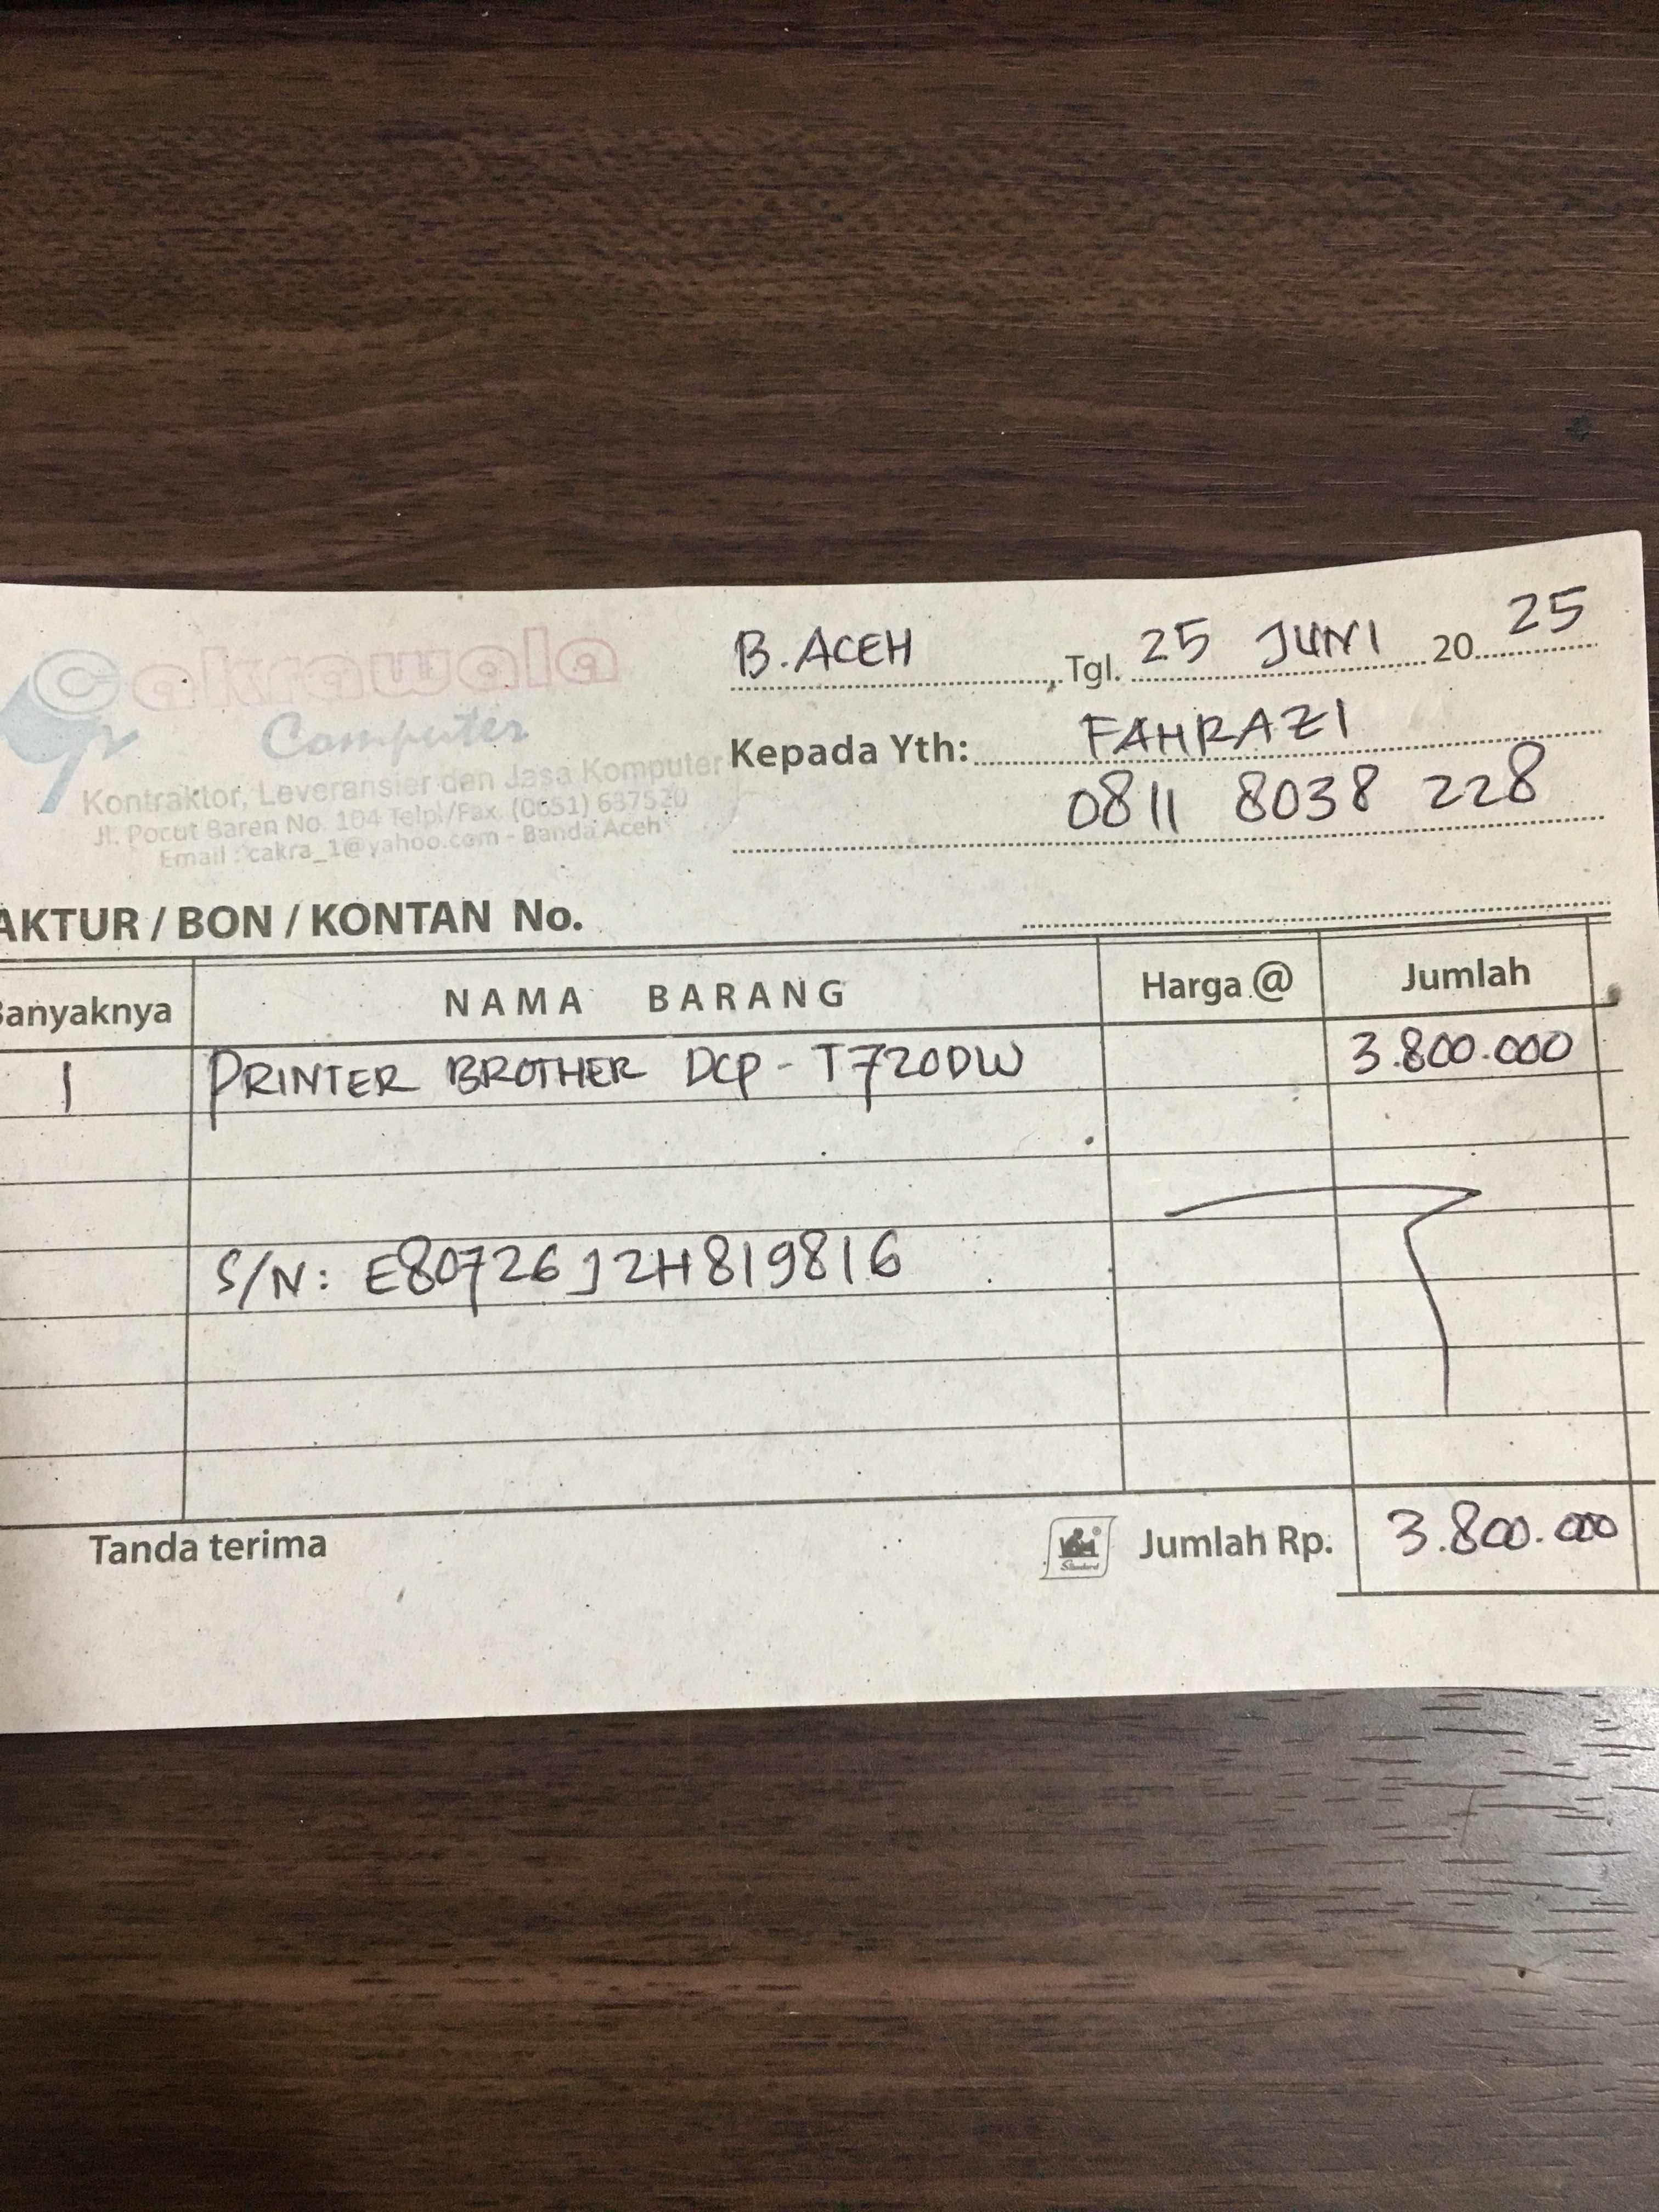 Cakrawala
Computer
Kontraktor, Leveransier dan Jasa Komputer
Jl. Pocut Baren No. 104 Telp./Fax. (0651) 637520
Email : cakra_1@yahoo.com - Banda Aceh
B. ACEH , Tgl. 25 JUNI 20 25
Kepada Yth: FAHRAZI
0811 8038 228
AKTUR / BON / KONTAN No.
Banyaknya NAMA BARANG Harga @ Jumlah
1 PRINTER BROTHER DCP - T720DW 3.800.000
S/N: E80726J2H819816
Tanda terima Standard Jumlah Rp. 3.800.000